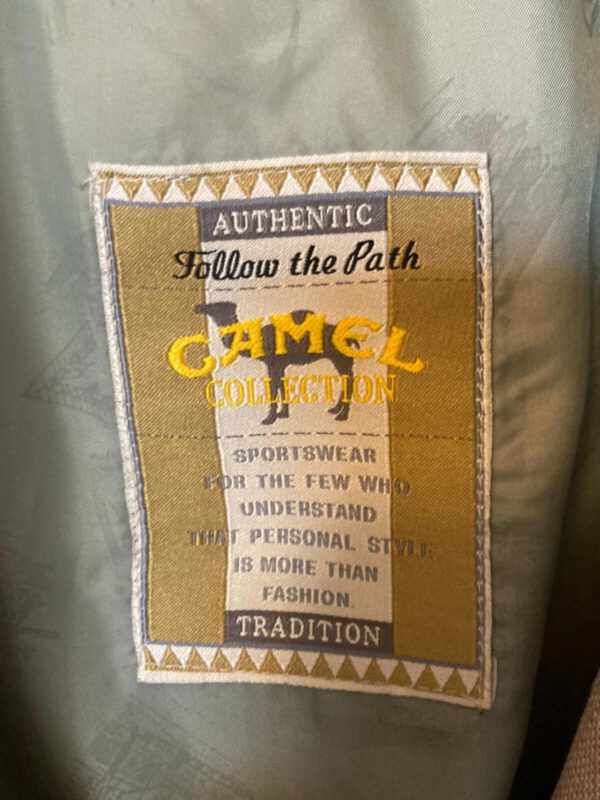 AUTHENTIC
Follow the Path
CAMEL
COLLECTION
SPORTSWEAR
FOR THE FEW WHO
UNDERSTAND
THAT PERSONAL STYLE
IS MORE THAN
FASHION.
TRADITION